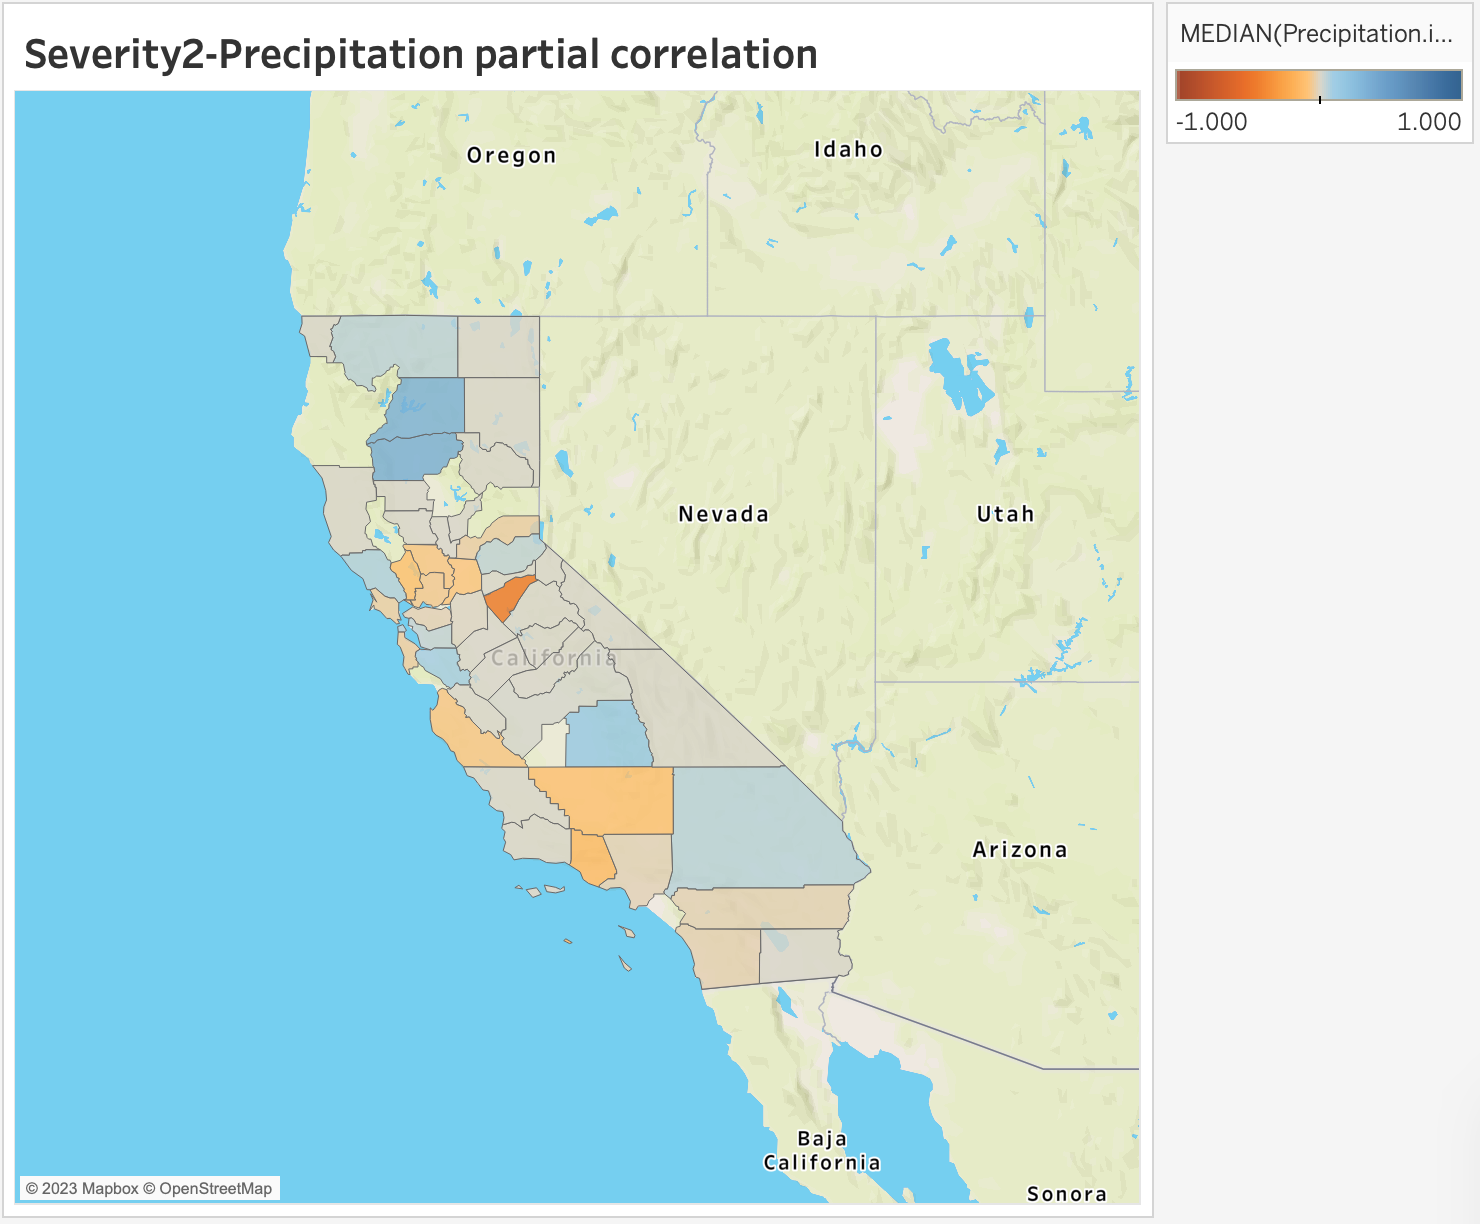 Severity2-Precipitation partial correlation
MEDIAN(Precipitation.i...
-1.000 1.000
Oregon
Idaho
Nevada
Utah
California
Arizona
Baja
California
Sonora
© 2023 Mapbox © OpenStreetMap